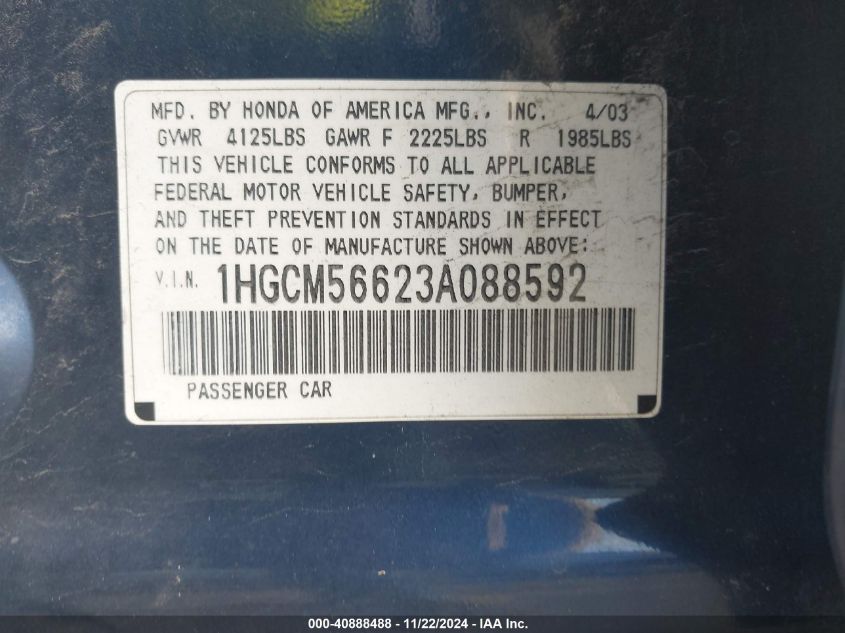 MFD. BY HONDA OF AMERICA MFG., INC. 4/03
GVWR 4125LBS GAWR F 2225LBS R 1985LBS
THIS VEHICLE CONFORMS TO ALL APPLICABLE
FEDERAL MOTOR VEHICLE SAFETY, BUMPER,
AND THEFT PREVENTION STANDARDS IN EFFECT
ON THE DATE OF MANUFACTURE SHOWN ABOVE:
V.I.N. 1HGCM56623A088592
PASSENGER CAR
000-40888488 - 11/22/2024 - IAA Inc.